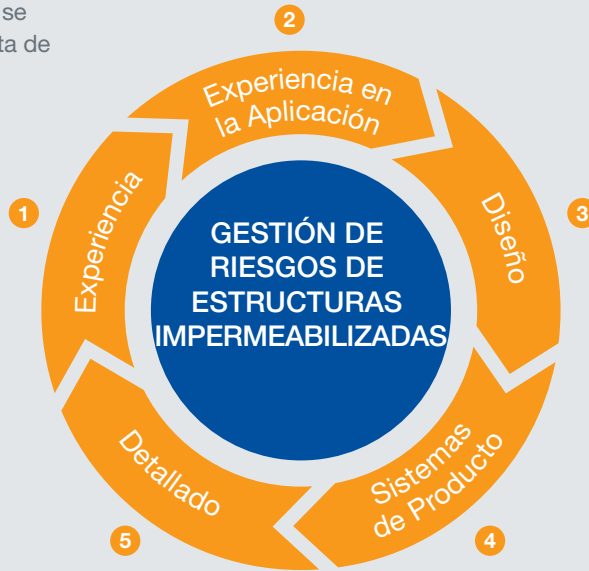 se
ta de
1
Experiencia
2
Experiencia en
la Aplicación
3
Diseño
4
Sistemas
de Producto
5
Detallado
GESTIÓN DE
RIESGOS DE
ESTRUCTURAS
IMPERMEABILIZADAS